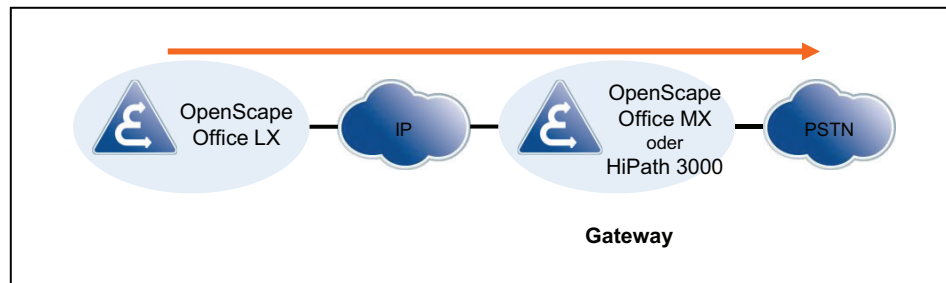 OpenScape
Office LX
IP
OpenScape
Office MX
oder
HiPath 3000
PSTN
Gateway